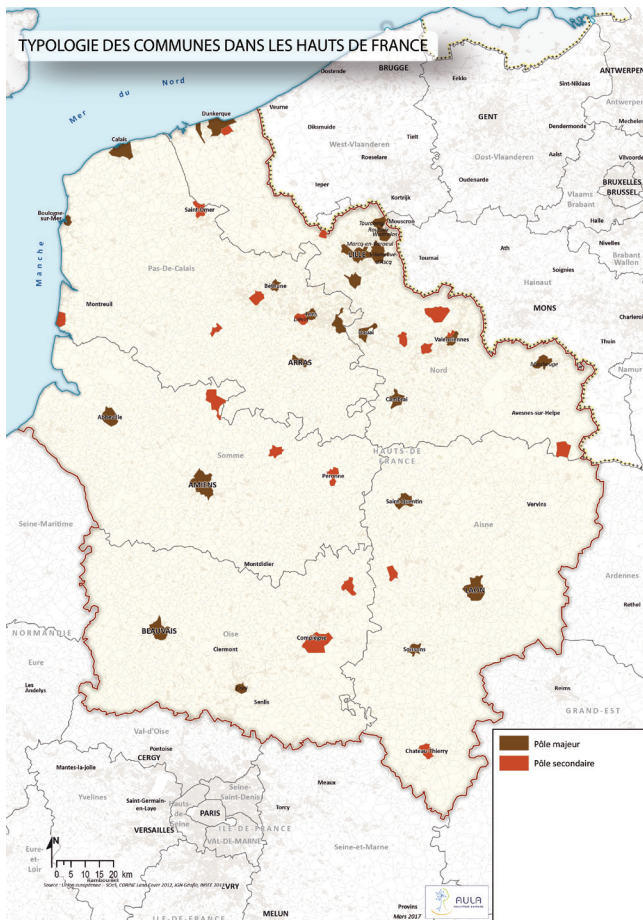 TYPOLOGIE DES COMMUNES DANS LES HAUTS DE FRANCE
Mer du Nord
Oostende
BRUGGE
Eeklo
Sint-Niklaas
ANTWERPEN
Antwerpen
Mechelen
Veurne
Dunkerque
GENT
Diksmuide
Tielt
Dendermonde
West-Vlaanderen
Roeselare
Oost-Vlaanderen
Aalst
Vilvoorde
Calais
Ieper
Oudenarde
Vlaams
Brabant
BRUXELLES
BRUSSEL
Kortrijk
Halle
Boulogne-
sur-Mer
Saint-Omer
Mouscron
Marcq-en-Baroeul
Tournai
Ath
Nivelles
Brabant
Wallon
Soignies
Manche
Pas-De-Calais
Hainaut
Montreuil
Béthune
MONS
Charleroi
Valenciennes
Thuin
ARRAS
Nord
Namur
Abbeville
Cambrai
Avesnes-sur-Helpe
Somme
HAUTS-DE-
FRANCE
AMIENS
Péronne
Saint-Quentin
Vervins
Seine-Maritime
Aisne
Montdidier
Ardennes
Rethel
NORMANDIE
BEAUVAIS
Oise
Compiègne
Clermont
Soissons
Eure
Les
Andelys
Senlis
Reims
GRAND-EST
Val-d'Oise
Pontoise
CERGY
Château-Thierry
Pôle majeur
Pôle secondaire
Mantes-la-jolie
Meaux
Yvelines
Saint-Germain-
en-Laye
Hauts-
de-
Seine
Seine-
Saint-Denis
Torcy
PARIS
VERSAILLES
ILE-DE-FRANCE
VAL-DE-MARNE
Seine-et-Marne
Eure-
et-Loir
N
0 5 10 15 20 km
Rambouillet
EVRY
ILE-DE-FRANCE
MELUN
Provins
Mars 2017
AULA